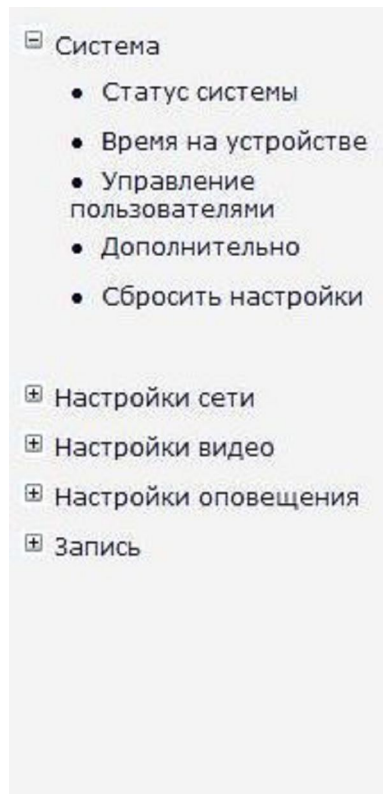 Система
• Статус системы
• Время на устройстве
• Управление
пользователями
• Дополнительно
• Сбросить настройки
Настройки сети
Настройки видео
Настройки оповещения
Запись